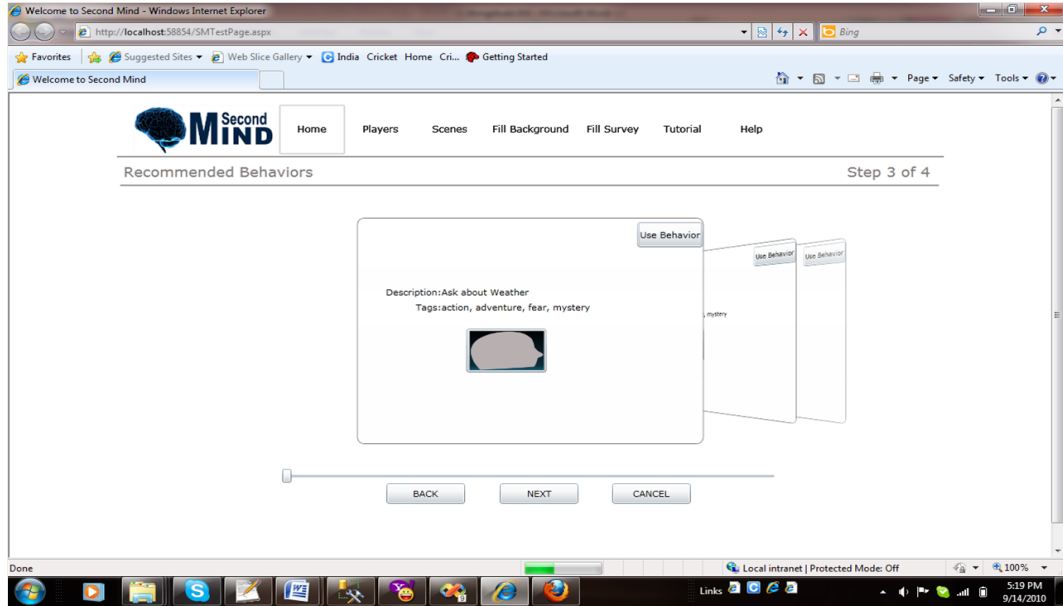 Welcome to Second Mind - Windows Internet Explorer
http://localhost:58854/SMTestPage.aspx
Bing
Favorites Suggested Sites Web Slice Gallery India Cricket Home Cri... Getting Started
Welcome to Second Mind
Page Safety Tools
Second
MIND
Home Players Scenes Fill Background Fill Survey Tutorial Help
Recommended Behaviors Step 3 of 4
Use Behavior
Use Behavior
Use Behavior
Description:Ask about Weather
Tags:action, adventure, fear, mystery
, mystery
BACK NEXT CANCEL
Done Local intranet | Protected Mode: Off 100%
Links 5:19 PM
9/14/2010